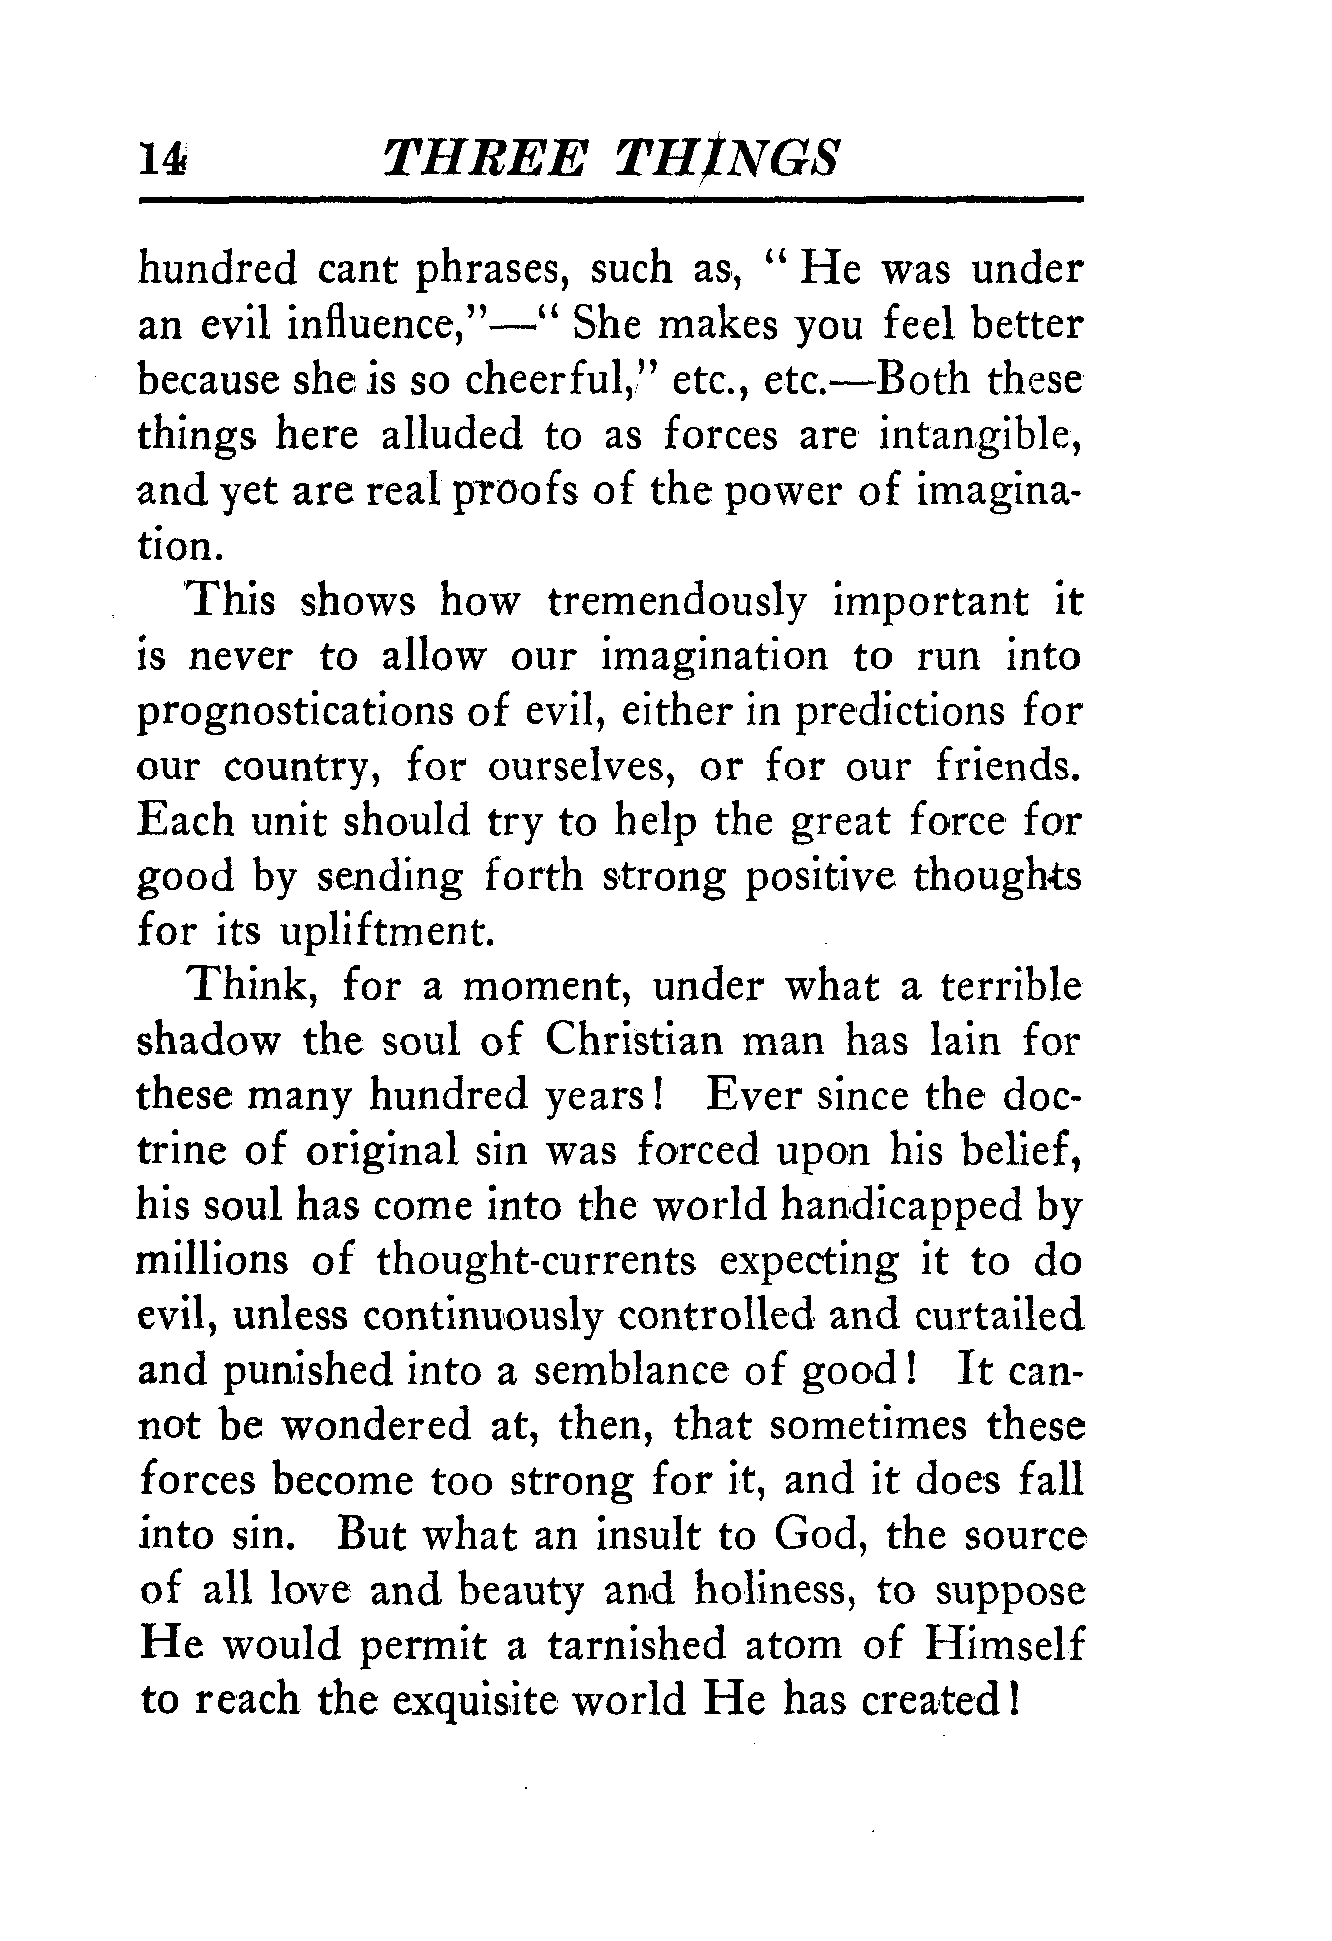 14 THREE THINGS
hundred cant phrases, such as, " He was under
an evil influence,"—" She makes you feel better
because she is so cheerful," etc., etc.—Both these
things here alluded to as forces are intangible,
and yet are real proofs of the power of imagina-
tion.
This shows how tremendously important it
is never to allow our imagination to run into
prognostications of evil, either in predictions for
our country, for ourselves, or for our friends.
Each unit should try to help the great force for
good by sending forth strong positive thoughts
for its upliftment.
Think, for a moment, under what a terrible
shadow the soul of Christian man has lain for
these many hundred years! Ever since the doc-
trine of original sin was forced upon his belief,
his soul has come into the world handicapped by
millions of thought-currents expecting it to do
evil, unless continuously controlled and curtailed
and punished into a semblance of good! It can-
not be wondered at, then, that sometimes these
forces become too strong for it, and it does fall
into sin. But what an insult to God, the source
of all love and beauty and holiness, to suppose
He would permit a tarnished atom of Himself
to reach the exquisite world He has created!